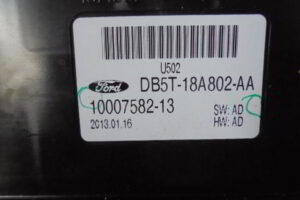 U502
Ford DB5T-18A802-AA
10007582-13 SW: AD
2013.01.16 HW: AD